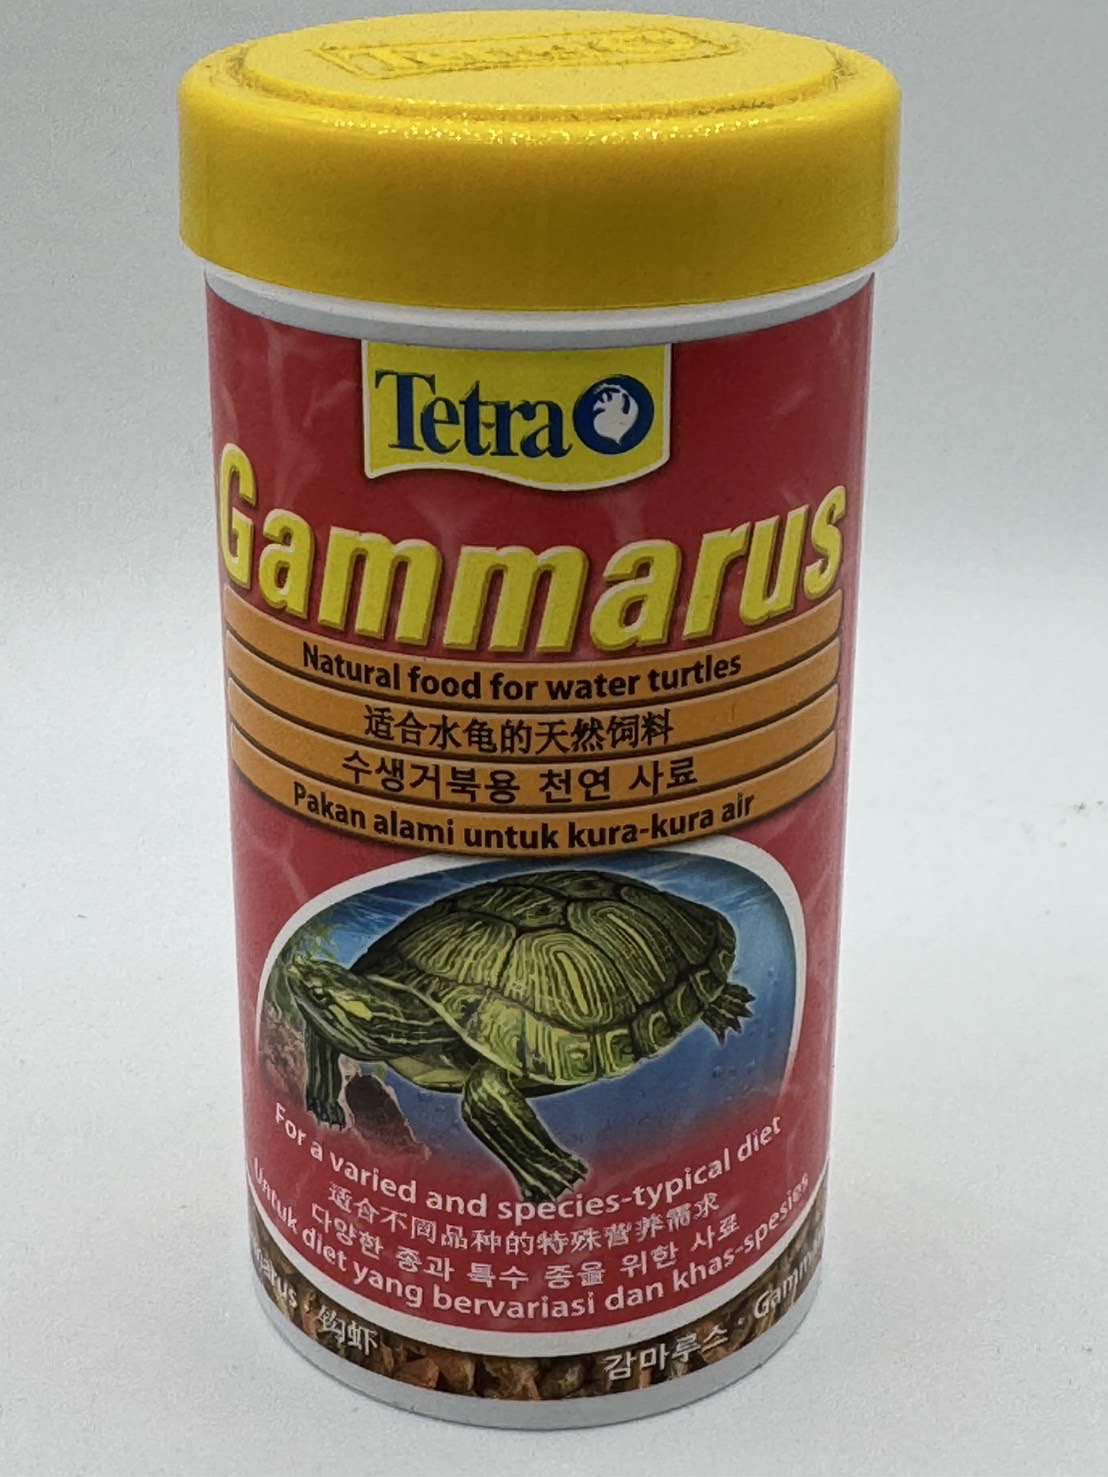 Tetra
Tetra
Gammarus
Natural food for water turtles
适合水龟的天然饲料
수생거북용 천연 사료
Pakan alami untuk kura-kura air
For a varied and species-typical diet
适合不同品种的特殊营养需求
다양한 종과 특수 종을 위한 사료
Untuk diet yang bervariasi dan khas-spesies
钩虾
감마루스 ·